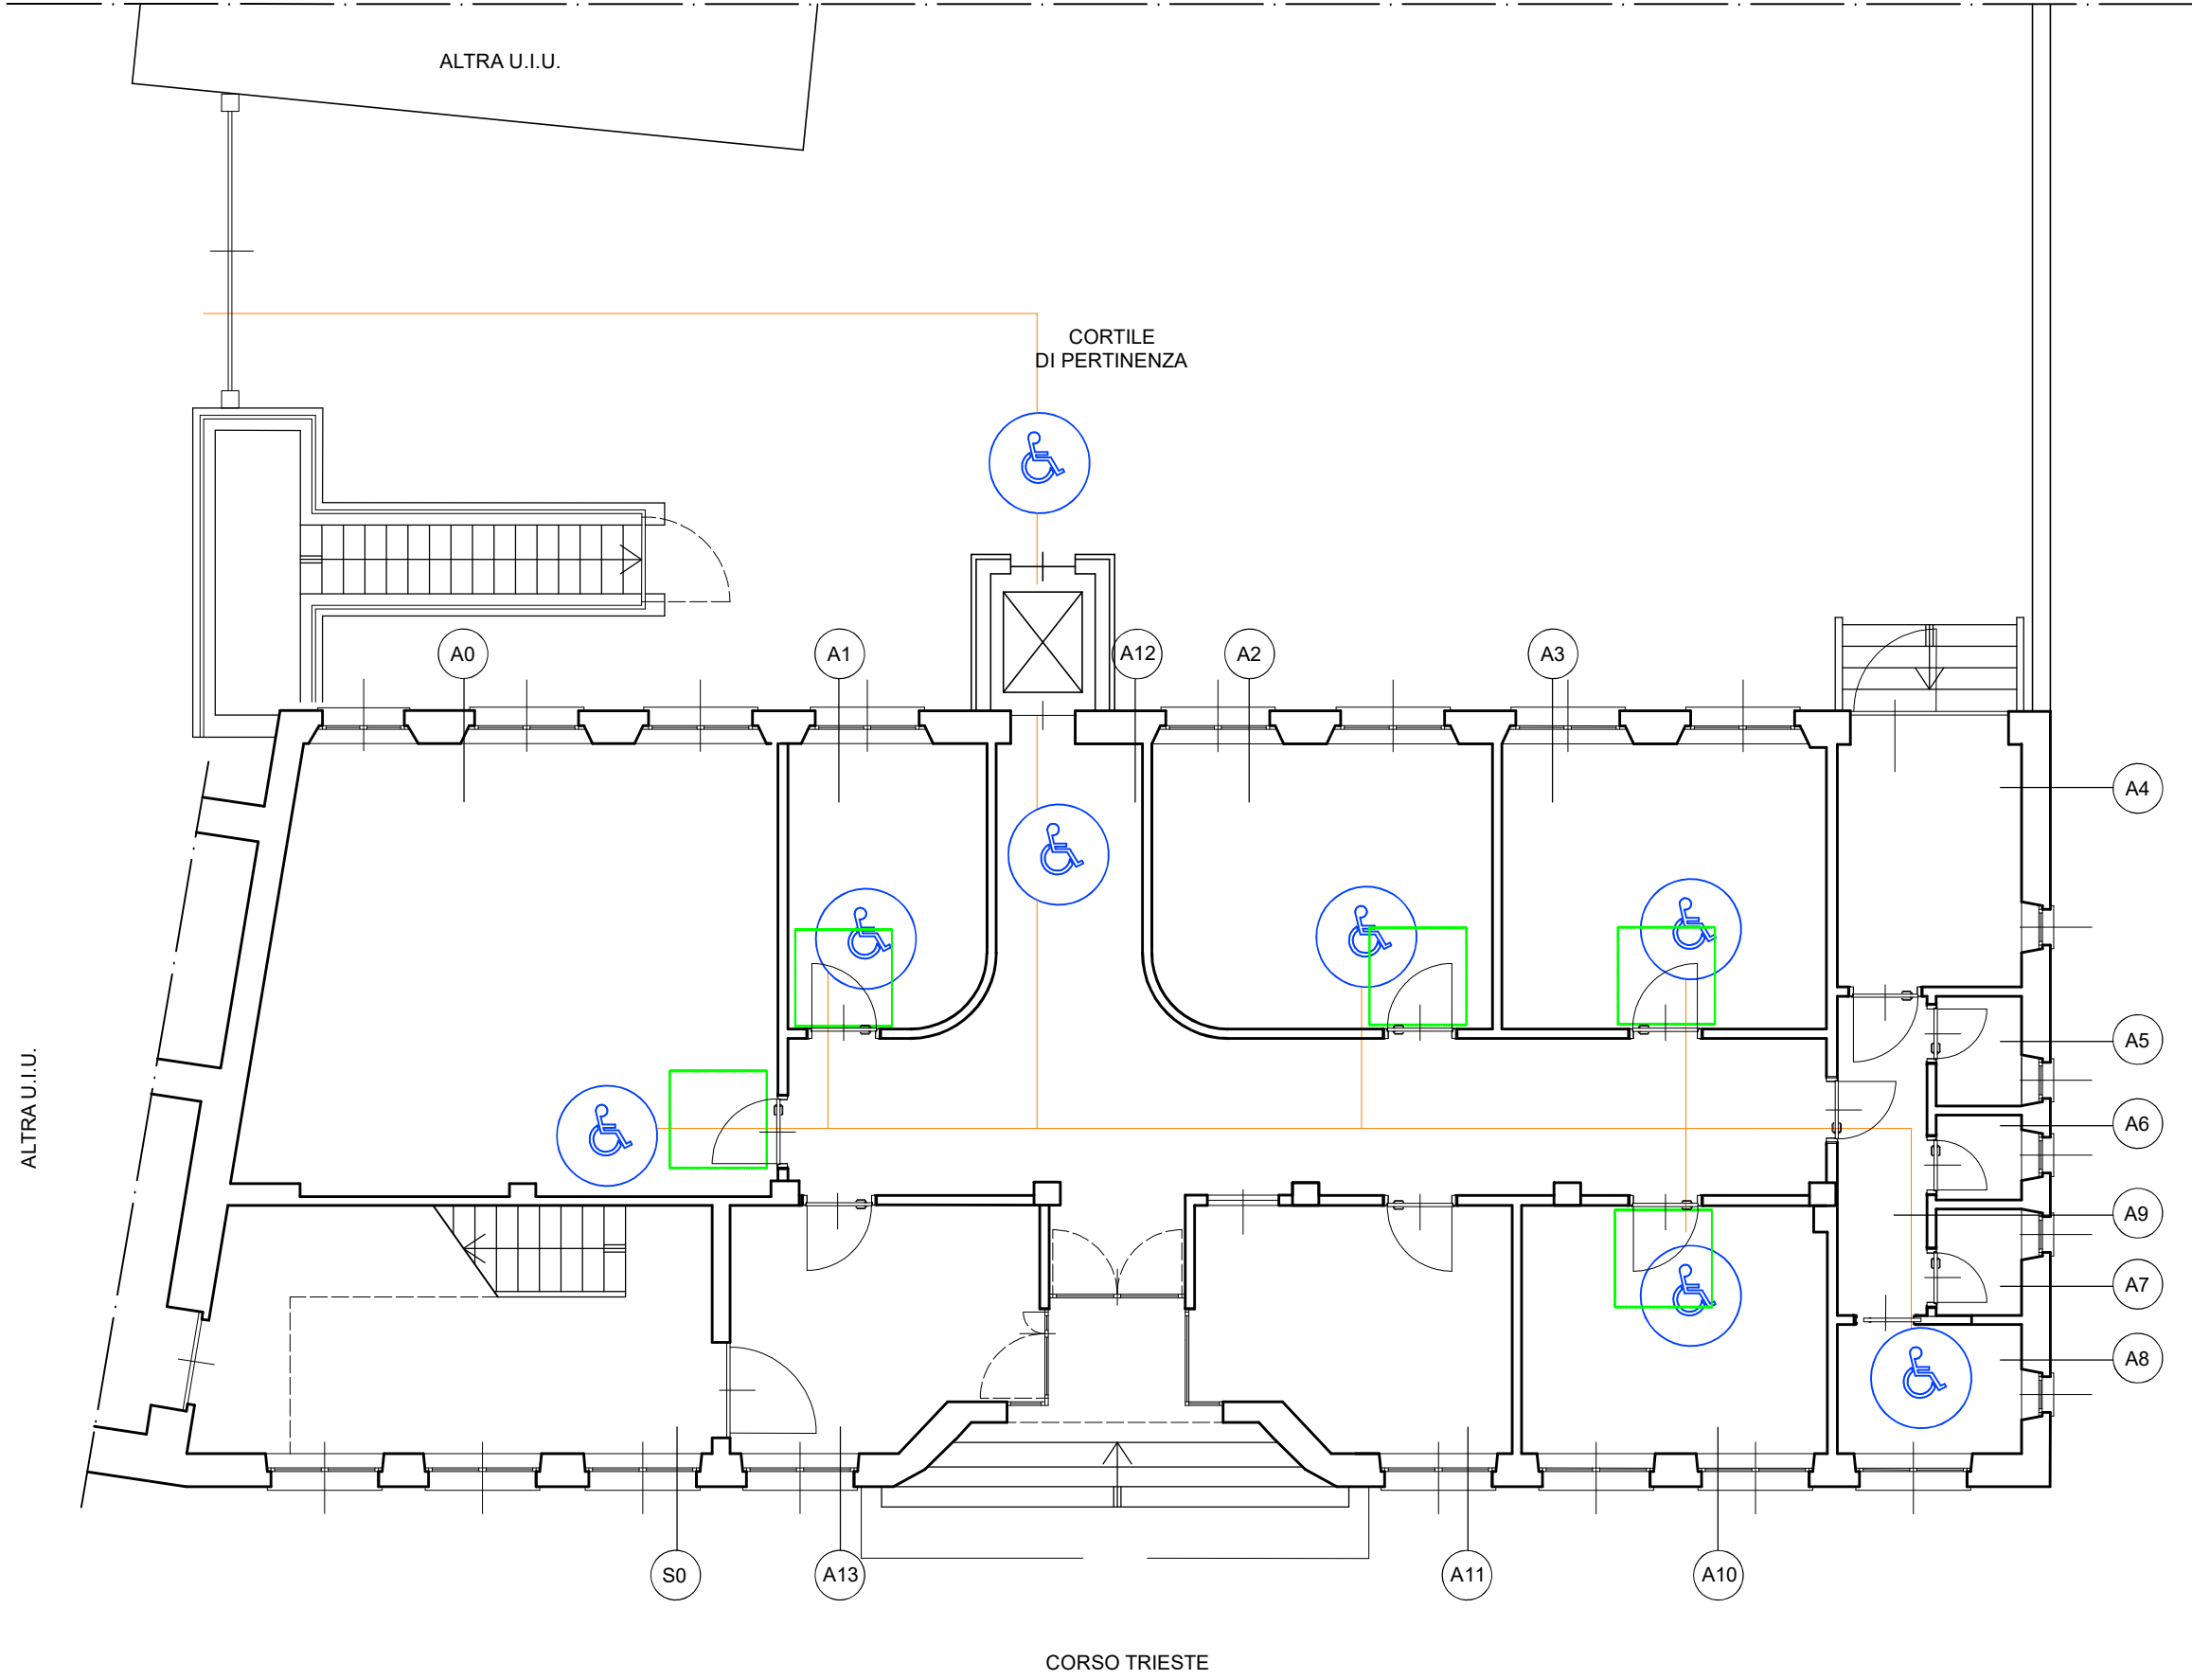 ALTRA U.I.U.
CORTILE
DI PERTINENZA
A0
A1
A12
A2
A3
A4
A5
A6
A9
A7
A8
ALTRA U.I.U.
S0
A13
A11
A10
CORSO TRIESTE